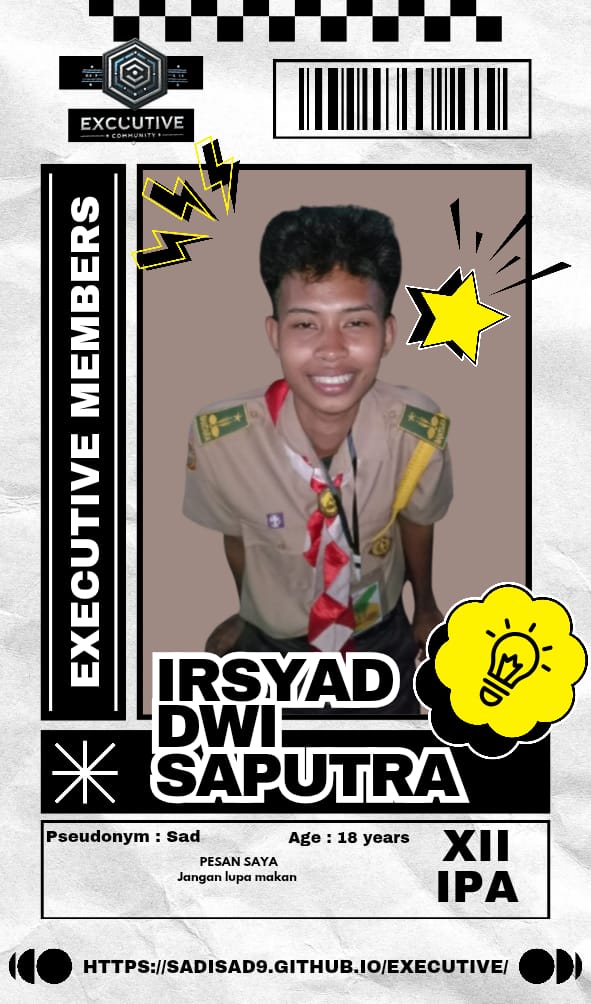 EXCCUTIVE
COMMUNITY
EXECUTIVE MEMBERS
IRSYAD
DWI
SAPUTRA
Pseudonym : Sad
Age : 18 years
XII
IPA
PESAN SAYA
Jangan lupa makan
HTTPS://SADISAD9.GITHUB.IO/EXECUTIVE/